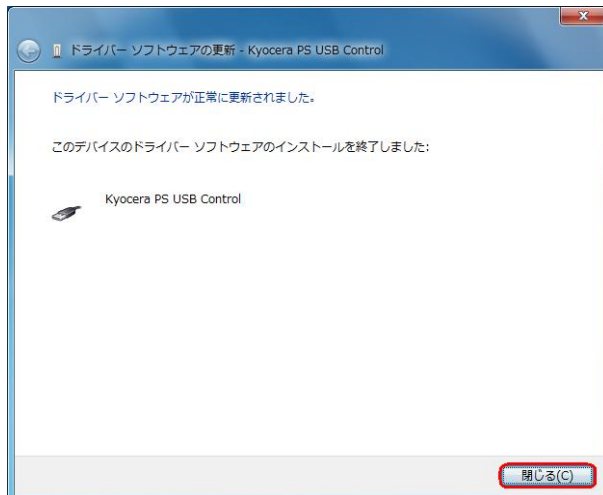 ドライバー ソフトウェアの更新 - Kyocera PS USB Control
ドライバー ソフトウェアが正常に更新されました。
このデバイスのドライバー ソフトウェアのインストールを終了しました:
Kyocera PS USB Control
閉じる(C)